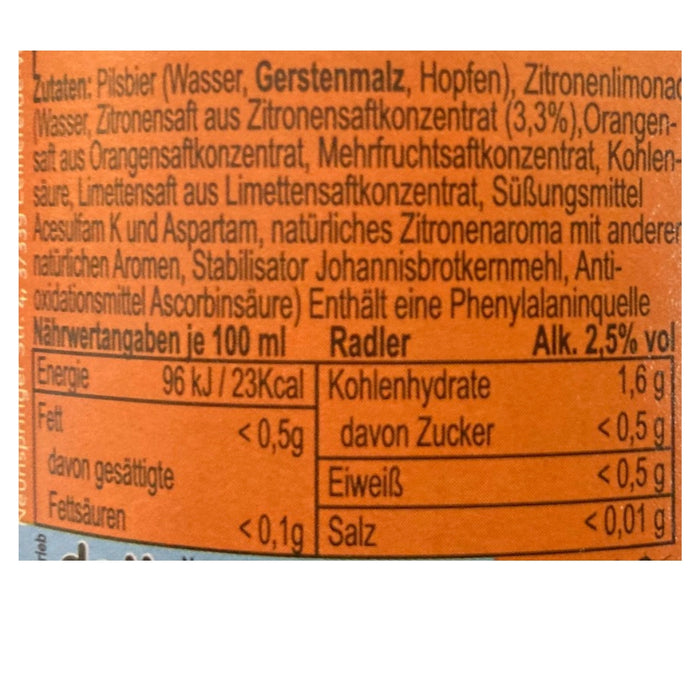 Zutaten: Pilsbier (Wasser, Gerstenmalz, Hopfen), Zitronenlimonad
(Wasser, Zitronensaft aus Zitronensaftkonzentrat (3,3%),Orangen-
saft aus Orangensaftkonzentrat, Mehrfruchtsaftkonzentrat, Kohlen-
säure, Limettensaft aus Limettensaftkonzentrat, Süßungsmittel
Acesulfam K und Aspartam, natürliches Zitronenaroma mit anderen
natürlichen Aromen, Stabilisator Johannisbrotkernmehl, Anti-
oxidationsmittel Ascorbinsäure) Enthält eine Phenylalaninquelle
Nährwertangaben je 100 ml Radler Alk. 2,5% vol
Energie 96 kJ / 23Kcal
Fett <0,5g
davon gesättigte
Fettsäuren <0,1g
Kohlenhydrate 1,6 g
davon Zucker <0,5 g
Eiweiß <0,5 g
Salz <0,01 g